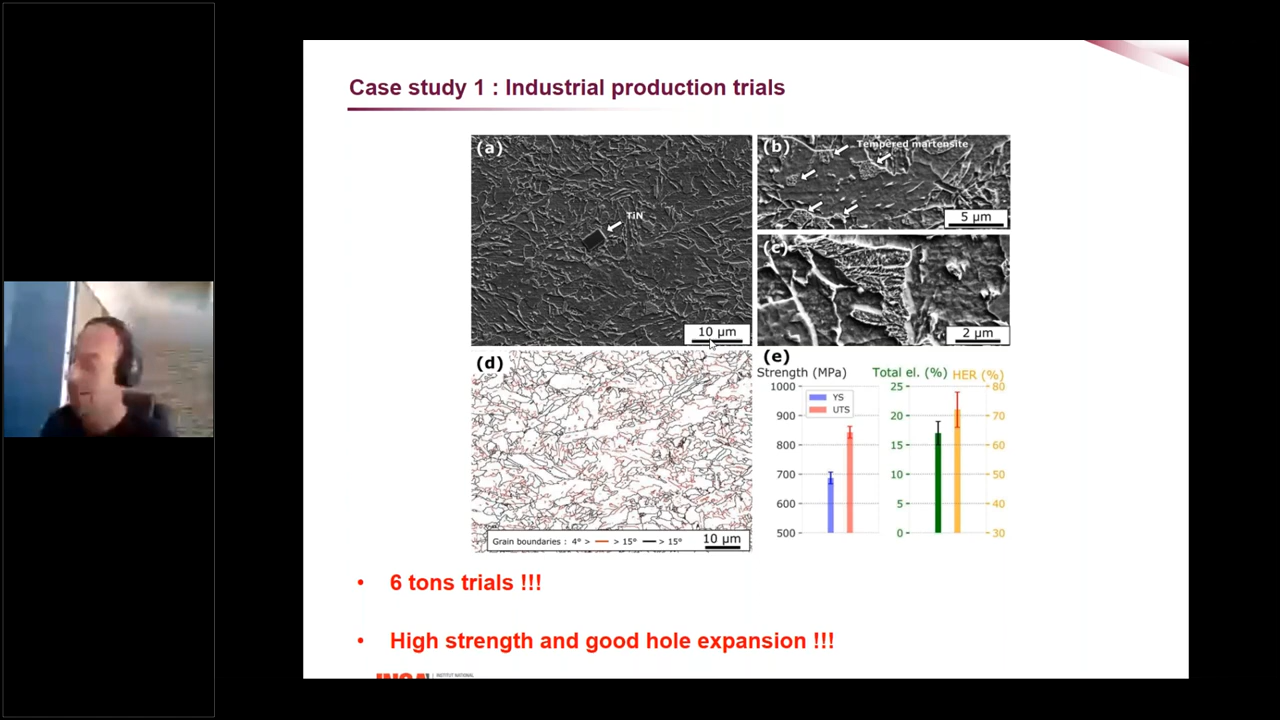 Case study 1 : Industrial production trials
(a)
TiN
10 µm
(b)
Tempered martensite
5 µm
(c)
2 µm
(d)
Grain boundaries : 4° > > 15° > 15°
10 µm
(e)
Strength (MPa)
1000
900
800
700
600
500
YS
UTS
Total el. (%)
25
20
15
10
5
0
HER (%)
80
70
60
50
40
30
• 6 tons trials !!!
• High strength and good hole expansion !!!
INSA
INSTITUT NATIONAL